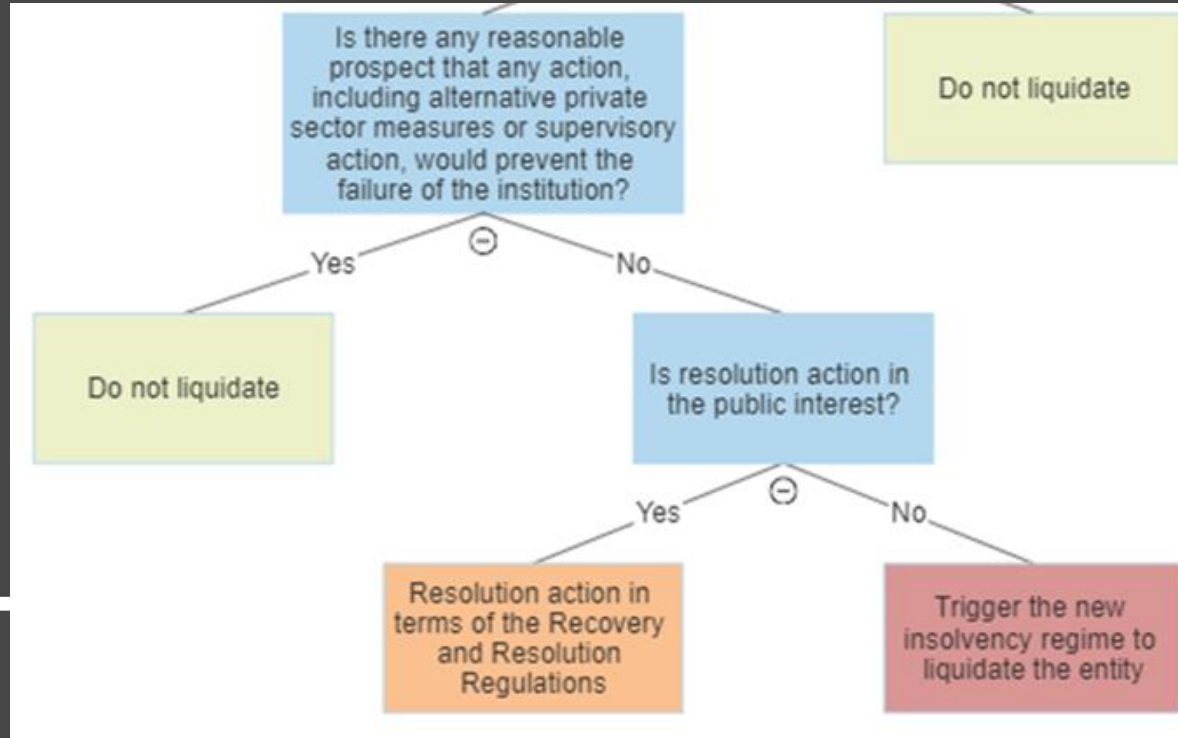 Is there any reasonable
prospect that any action,
including alternative private
sector measures or supervisory
action, would prevent the
failure of the institution?
Do not liquidate
Yes
No
Do not liquidate
Is resolution action in
the public interest?
Yes
No
Resolution action in
terms of the Recovery
and Resolution
Regulations
Trigger the new
insolvency regime to
liquidate the entity